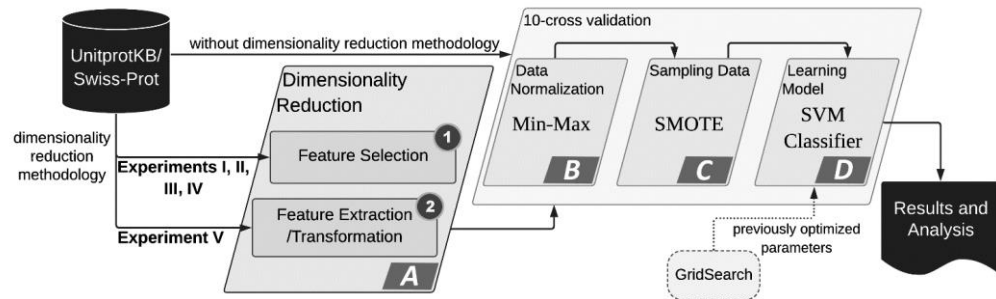 UnitprotKB/
Swiss-Prot
without dimensionality reduction methodology
dimensionality
reduction
methodology
Experiments I, II,
III, IV
Experiment V
Dimensionality
Reduction
1
Feature Selection
2
Feature Extraction
/Transformation
A
10-cross validation
Data
Normalization
Min-Max
B
Sampling Data
SMOTE
C
Learning
Model
SVM
Classifier
D
previously optimized
parameters
GridSearch
Results and
Analysis